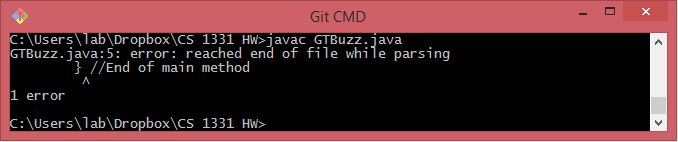 Git CMD
C:\Users\lab\Dropbox\CS 1331 HW>javac GTBuzz.java
GTBuzz.java:5: error: reached end of file while parsing
        } //End of main method
         ^
1 error
C:\Users\lab\Dropbox\CS 1331 HW>